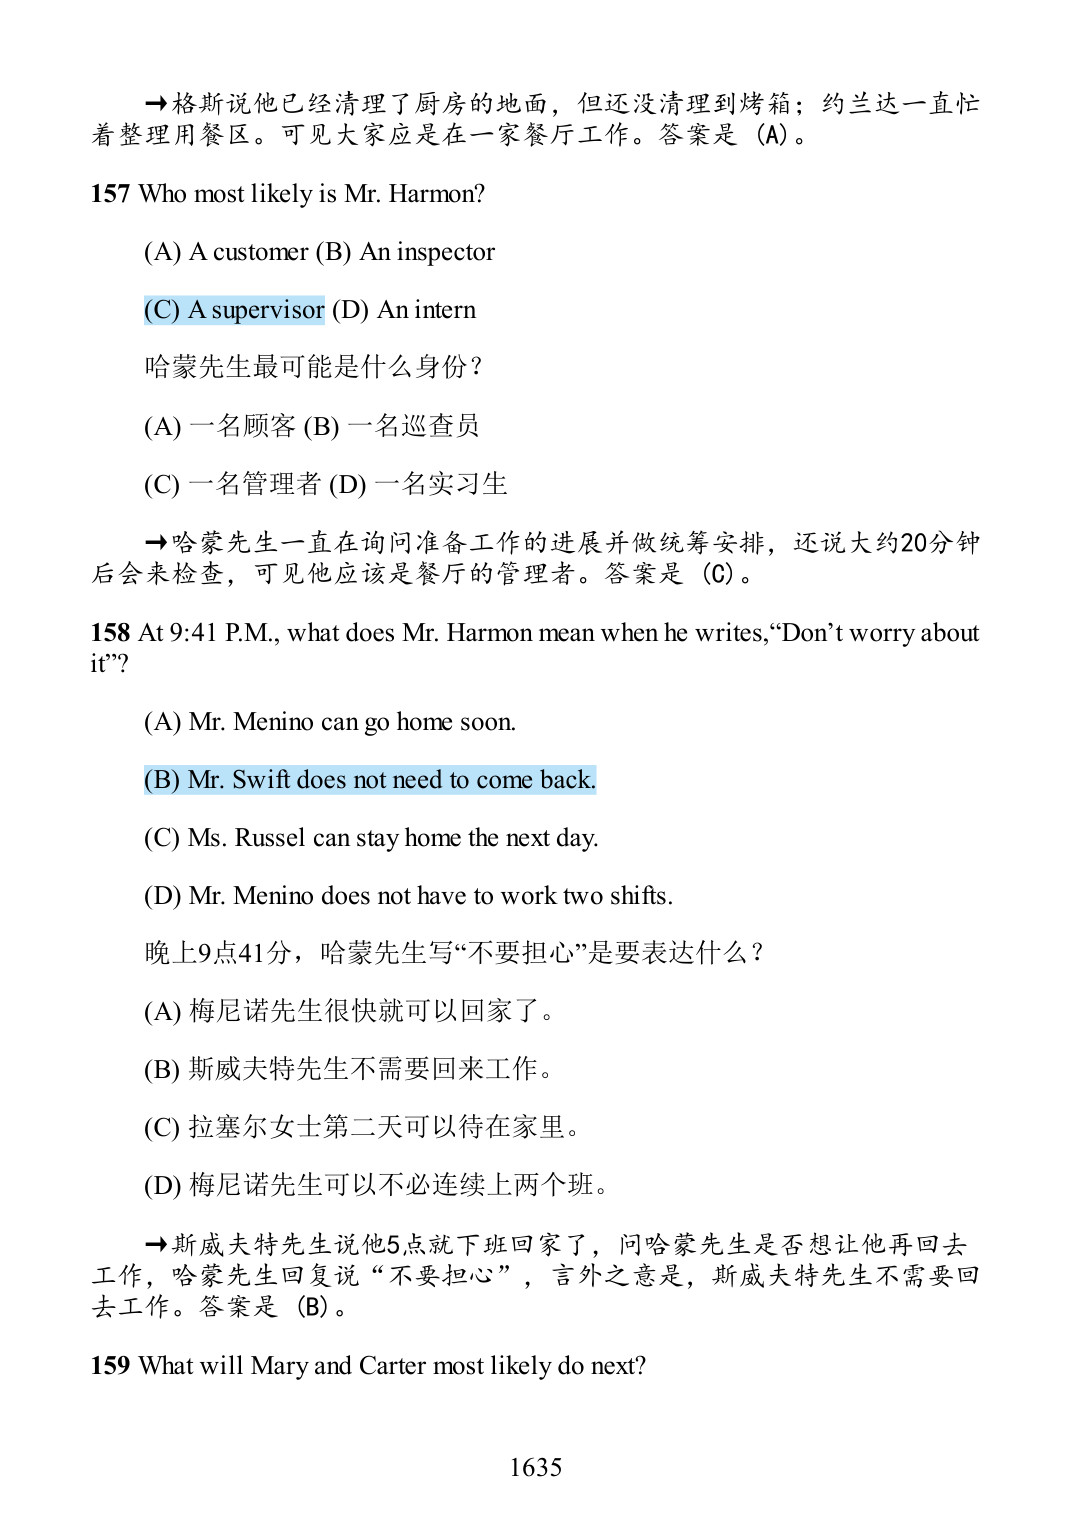 →格斯说他已经清理了厨房的地面，但还没清理到烤箱；约兰达一直忙
着整理用餐区。可见大家应是在一家餐厅工作。答案是（A）。
157 Who most likely is Mr. Harmon?
(A) A customer (B) An inspector
(C) A supervisor (D) An intern
哈蒙先生最可能是什么身份？
(A) 一名顾客 (B) 一名巡查员
(C) 一名管理者 (D) 一名实习生
→哈蒙先生一直在询问准备工作的进展并做统筹安排，还说大约20分钟
后会来检查，可见他应该是餐厅的管理者。答案是（C）。
158 At 9:41 P.M., what does Mr. Harmon mean when he writes,“Don’t worry about
it”?
(A) Mr. Menino can go home soon.
(B) Mr. Swift does not need to come back.
(C) Ms. Russel can stay home the next day.
(D) Mr. Menino does not have to work two shifts.
晚上9点41分，哈蒙先生写“不要担心”是要表达什么？
(A) 梅尼诺先生很快就可以回家了。
(B) 斯威夫特先生不需要回来工作。
(C) 拉塞尔女士第二天可以待在家里。
(D) 梅尼诺先生可以不必连续上两个班。
→斯威夫特先生说他5点就下班回家了，问哈蒙先生是否想让他再回去
工作，哈蒙先生回复说“不要担心”，言外之意是，斯威夫特先生不需要回
去工作。答案是（B）。
159 What will Mary and Carter most likely do next?
1635